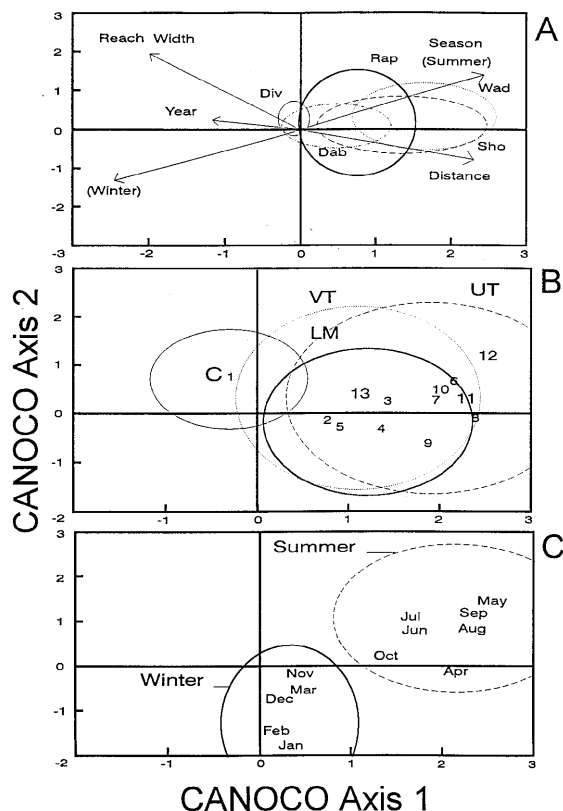 3
A
Reach Width
Season
2
Rap
(Summer)
Div
Wad
1
Year
0
Dab
Sho
-1
(Winter)
Distance
-2
-3 -2 -1 0 1 2 3
3
B
VT UT
2
LM
12
1
C 1
6
13 3 10 7 11
0
2 5 4 8
9
-1
-2
-1 0 1 2 3
3
Summer
C
2
May
Jul Sep
1
Jun Aug
Oct
Apr
0
Nov
Winter
Mar
Dec
-1
Feb
Jan
-2
-2 -1 0 1 2 3
CANOCO Axis 2
CANOCO Axis 1